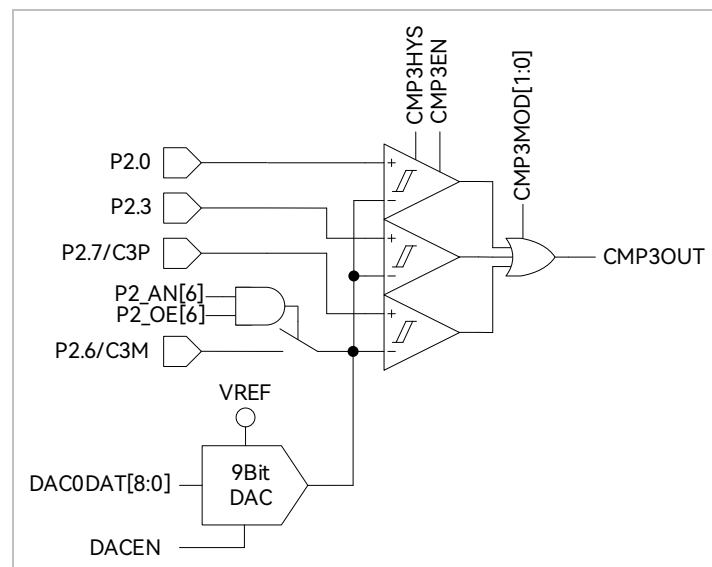 CMP3HYS
CMP3EN
CMP3MOD[1:0]
P2.0
+
-
P2.3
+
-
CMP3OUT
P2.7/C3P
+
P2_AN[6]
P2_OE[6]
P2.6/C3M
-
VREF
DAC0DAT[8:0]
9Bit
DAC
DACEN